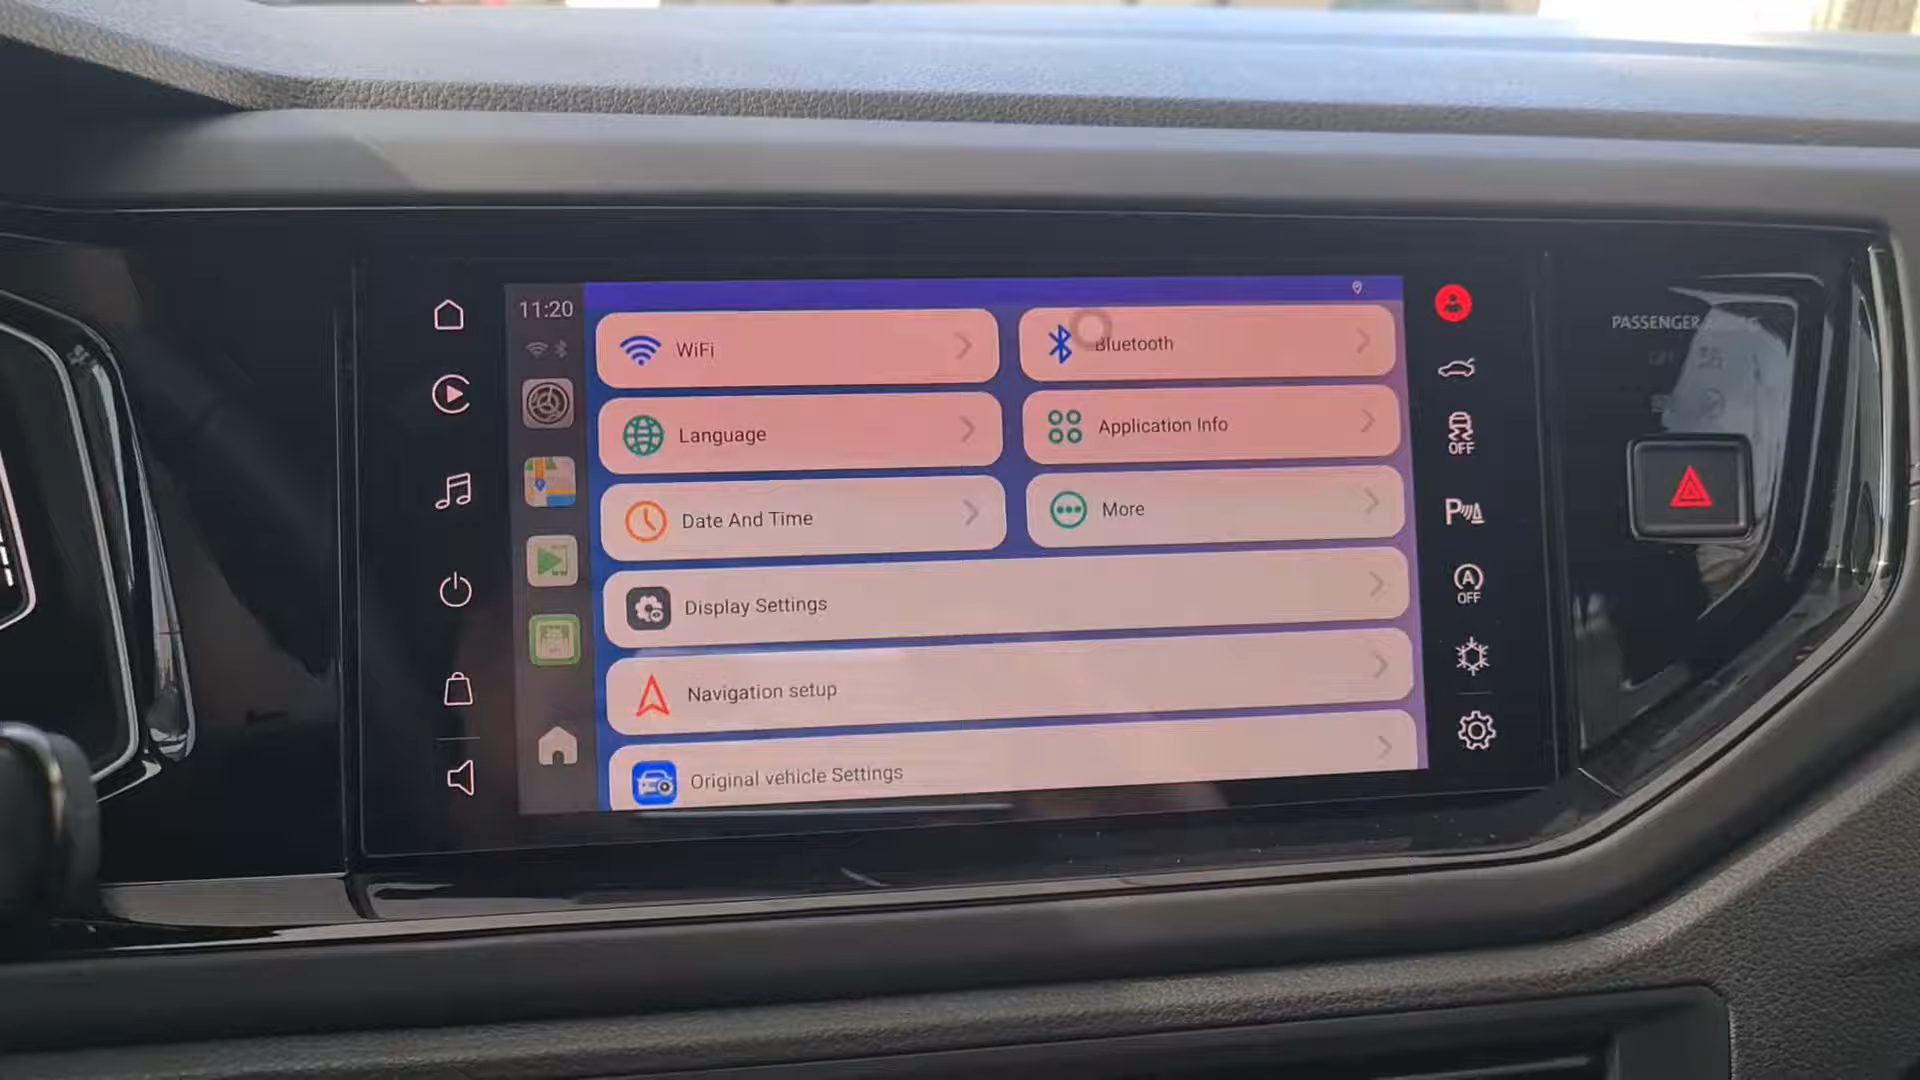 11:20
WiFi
Bluetooth
Language
Application Info
Date And Time
More
Display Settings
Navigation setup
Original vehicle Settings
OFF
P
A
OFF
PASSENGER